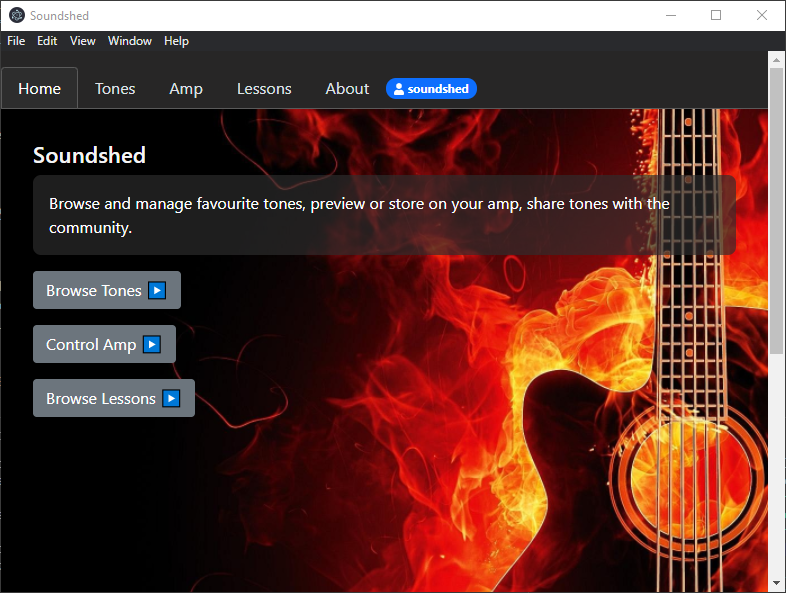 Soundshed
File Edit View Window Help
Home Tones Amp Lessons About soundshed
Soundshed
Browse and manage favourite tones, preview or store on your amp, share tones with the
community.
Browse Tones
Control Amp
Browse Lessons